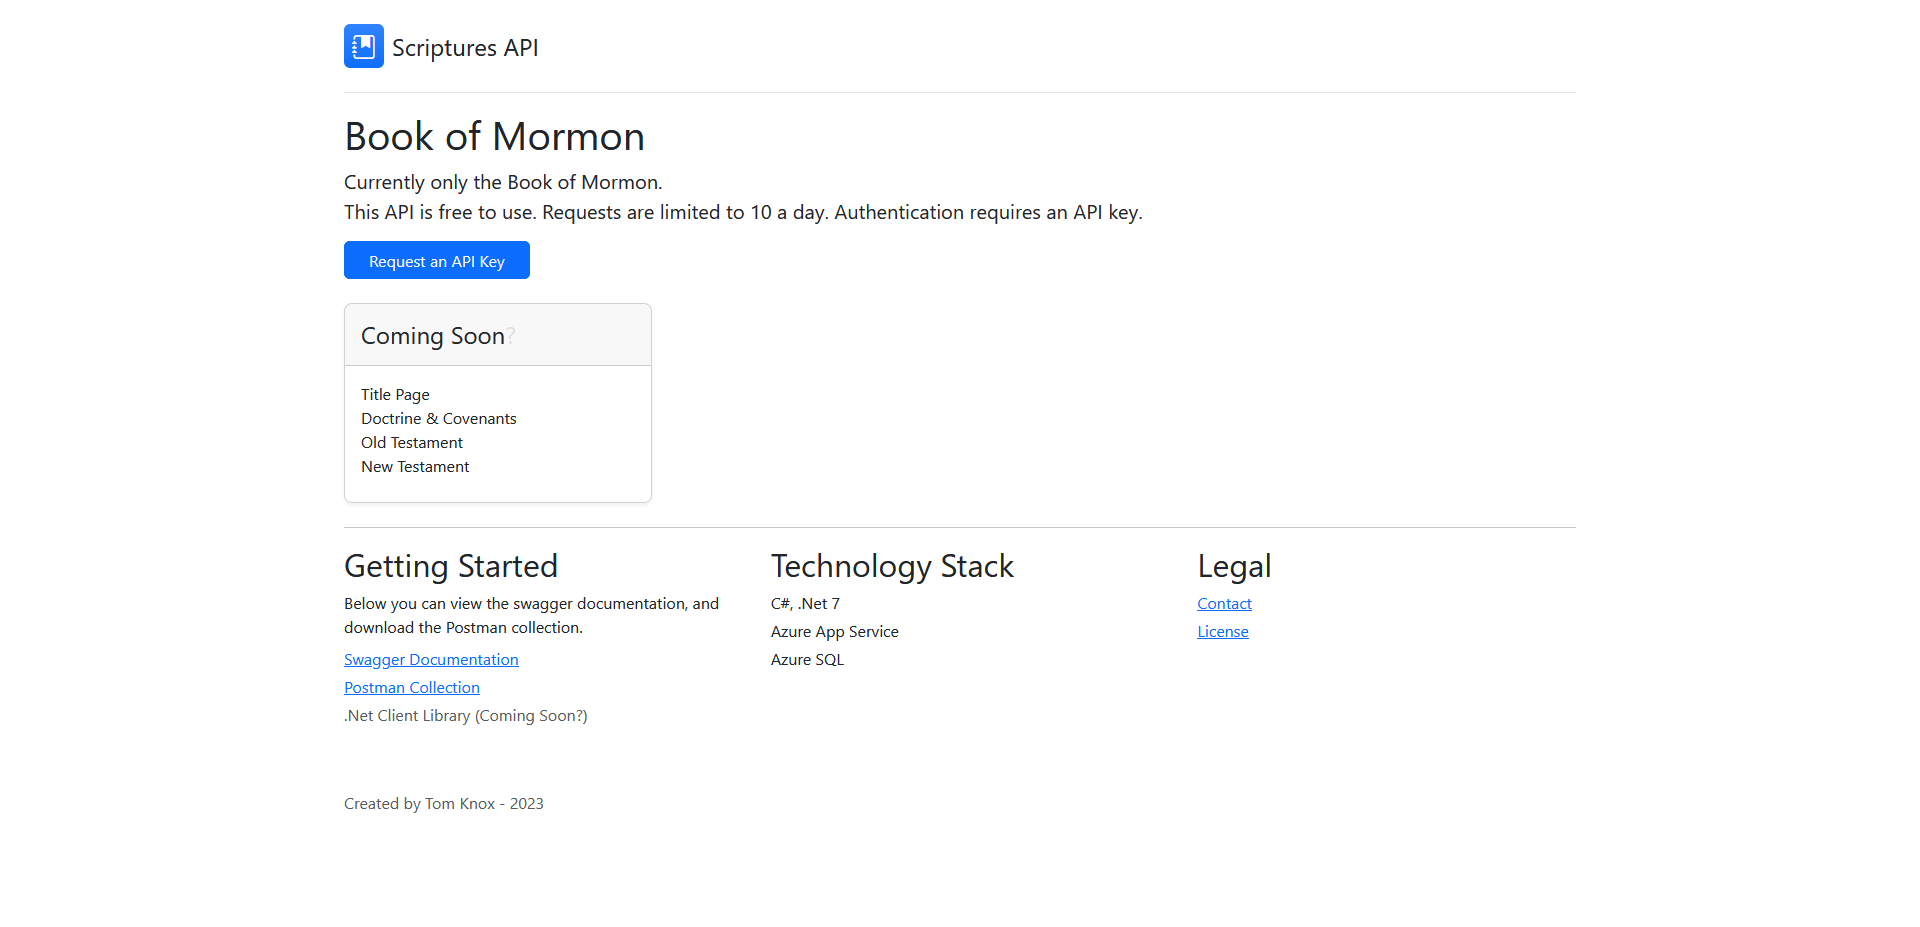 Scriptures API
Book of Mormon
Currently only the Book of Mormon.
This API is free to use. Requests are limited to 10 a day. Authentication requires an API key.
Request an API Key
Coming Soon?
Title Page
Doctrine & Covenants
Old Testament
New Testament
Getting Started
Below you can view the swagger documentation, and
download the Postman collection.
Swagger Documentation
Postman Collection
.Net Client Library (Coming Soon?)
Technology Stack
C#, .Net 7
Azure App Service
Azure SQL
Legal
Contact
License
Created by Tom Knox - 2023